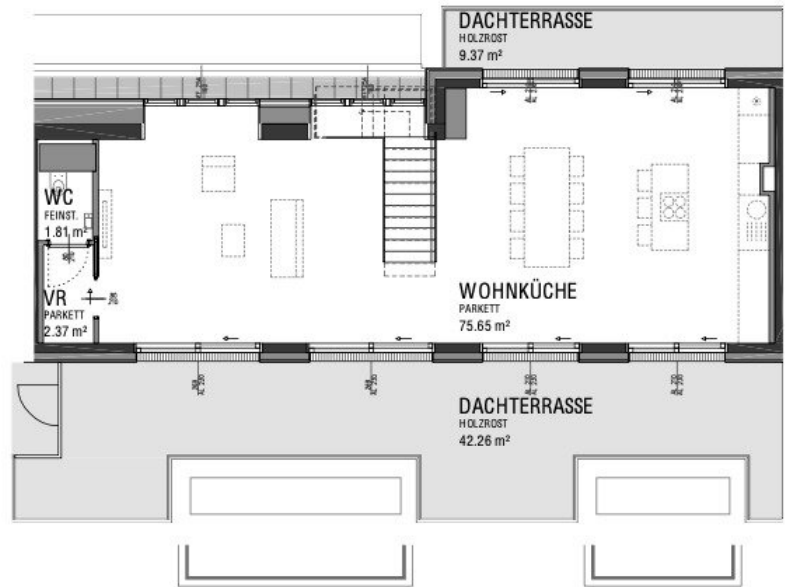 DACHTERRASSE
HOLZROST
9.37 m²
WC
FEINST.
1.81 m²
VR
PARKETT
2.37 m²
WOHNKÜCHE
PARKETT
75.65 m²
DACHTERRASSE
HOLZROST
42.26 m²